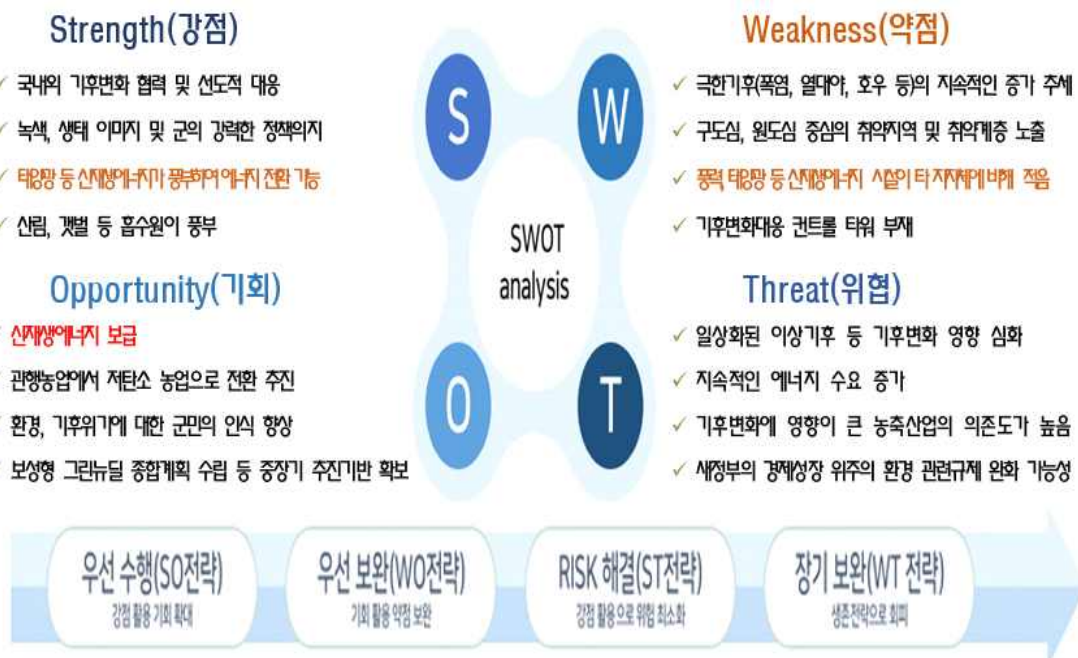 Strength(강점)
✓ 국내외 기후변화 협력 및 선도적 대응
✓ 녹색, 생태 이미지 및 군의 강력한 정책의지
✓ 태양광 등 신재생에너지가 풍부하여 에너지 전환 가능
✓ 산림, 갯벌 등 흡수원이 풍부
Weakness(약점)
✓ 극한기후(폭염, 열대야, 호우 등)의 지속적인 증가 추세
✓ 구도심, 원도심 중심의 취약지역 및 취약계층 노출
✓ 풍력, 태양광 등 신재생에너지 시설이 타 지자체에 비해 적음
✓ 기후변화대응 컨트롤 타워 부재
S
W
SWOT
analysis
O
T
Opportunity(기회)
신재생에너지 보급
관행농업에서 저탄소 농업으로 전환 추진
환경, 기후위기에 대한 군민의 인식 향상
보성형 그린뉴딜 종합계획 수립 등 중장기 추진기반 확보
Threat(위협)
✓ 일상화된 이상기후 등 기후변화 영향 심화
✓ 지속적인 에너지 수요 증가
✓ 기후변화에 영향이 큰 농축산업의 의존도가 높음
✓ 새정부의 경제성장 위주의 환경 관련규제 완화 가능성
우선 수행(SO전략)
강점 활용 기회 확대
우선 보완(WO전략)
기회 활용 약점 보완
RISK 해결(ST전략)
강점 활용으로 위협 최소화
장기 보완(WT 전략)
생존전략으로 회피